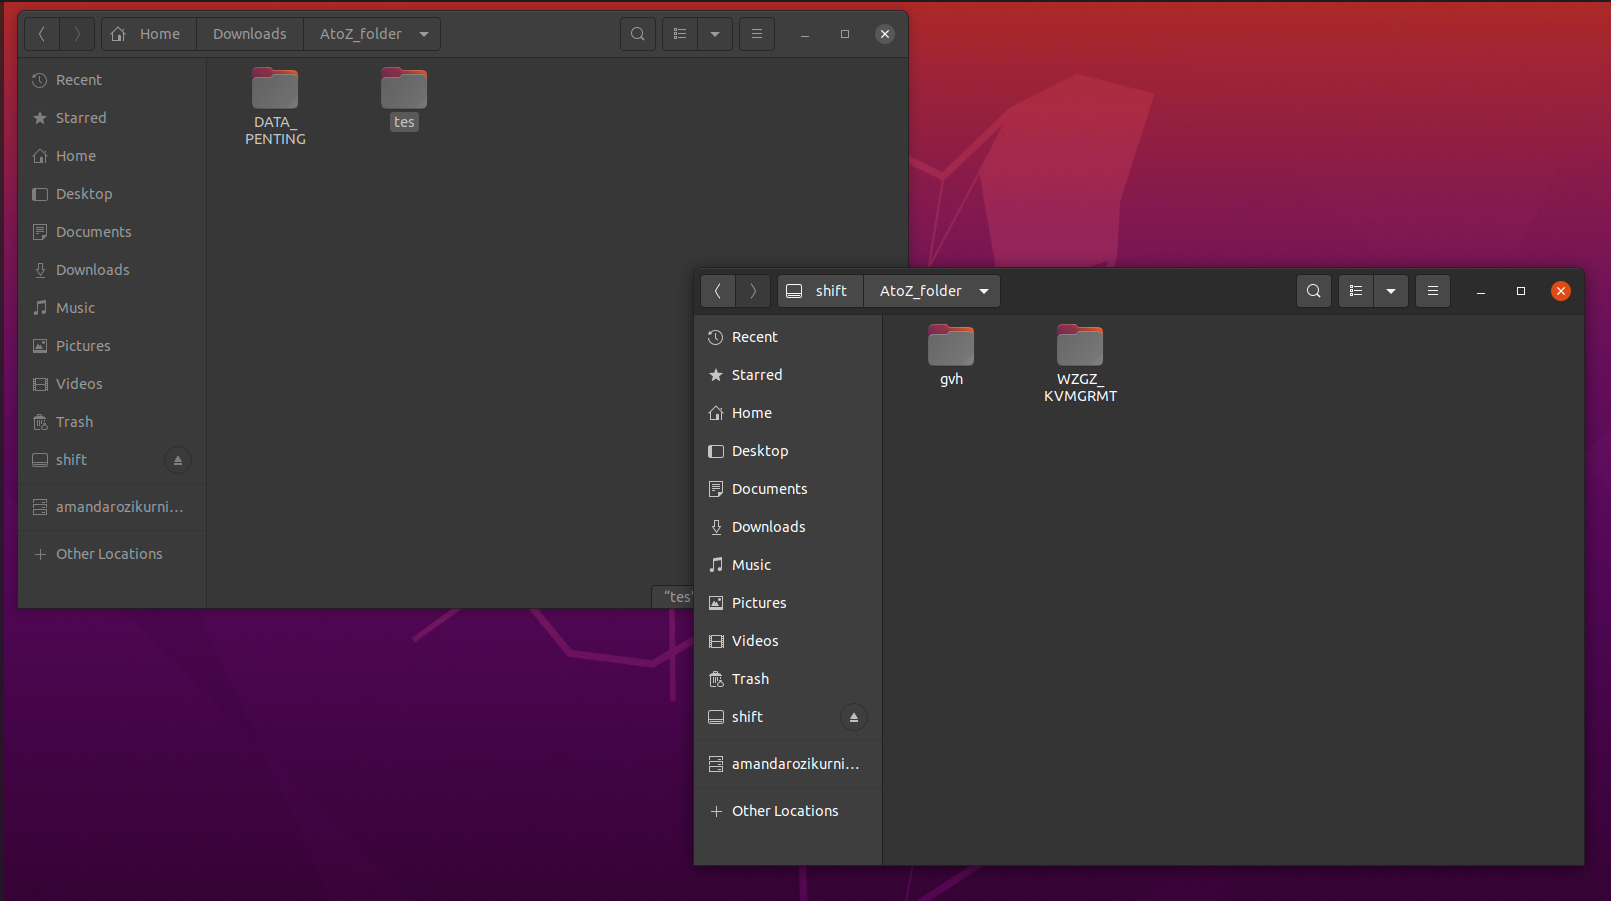 Home Downloads AtoZ_folder
Recent
Starred
Home
Desktop
Documents
Downloads
Music
Pictures
Videos
Trash
shift
amandarozikurni…
Other Locations
DATA_
PENTING
tes
“tes”
shift AtoZ_folder
Recent
Starred
Home
Desktop
Documents
Downloads
Music
Pictures
Videos
Trash
shift
amandarozikurni…
Other Locations
gvh
WZGZ_
KVMGRMT